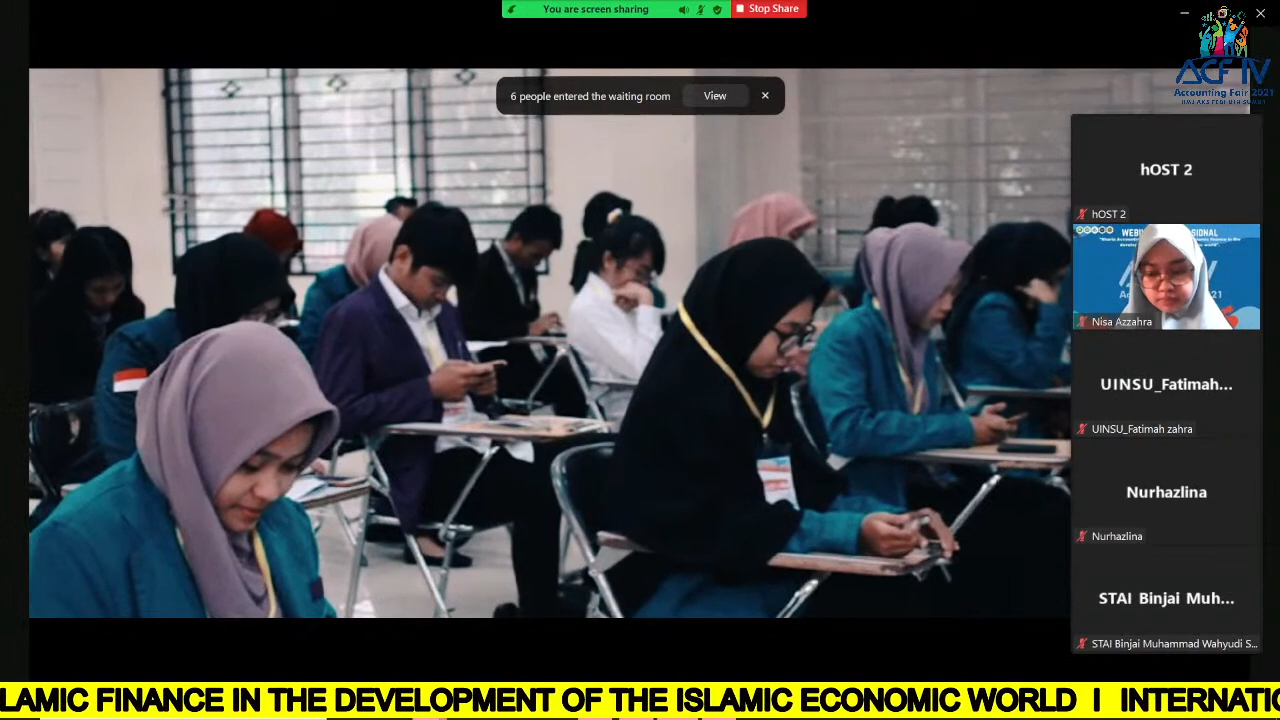 You are screen sharing
Stop Share
6 people entered the waiting room
View
ACF IV
Accounting Fair 2021
hOST 2
hOST 2
WEBI
SIONAL
Nisa Azzahra
UINSU_Fatimah...
UINSU_Fatimah zahra
Nurhazlina
Nurhazlina
STAI Binjai Muh...
STAI Binjai Muhammad Wahyudi S...
LAMIC FINANCE IN THE DEVELOPMENT OF THE ISLAMIC ECONOMIC WORLD I INTERNATIO